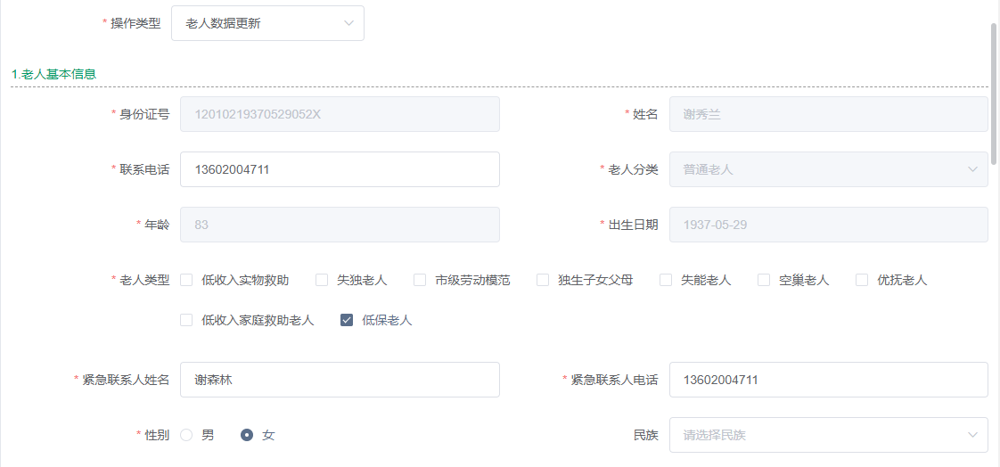 * 操作类型 老人数据更新
1.老人基本信息
* 身份证号 12010219370529052X * 姓名 谢秀兰
* 联系电话 13602004711 * 老人分类 普通老人
* 年龄 83 * 出生日期 1937-05-29
* 老人类型 低收入实物救助 失独老人 市级劳动模范 独生子女父母 失能老人 空巢老人 优抚老人
低收入家庭救助老人 低保老人
* 紧急联系人姓名 谢森林 * 紧急联系人电话 13602004711
* 性别 男 女 民族 请选择民族